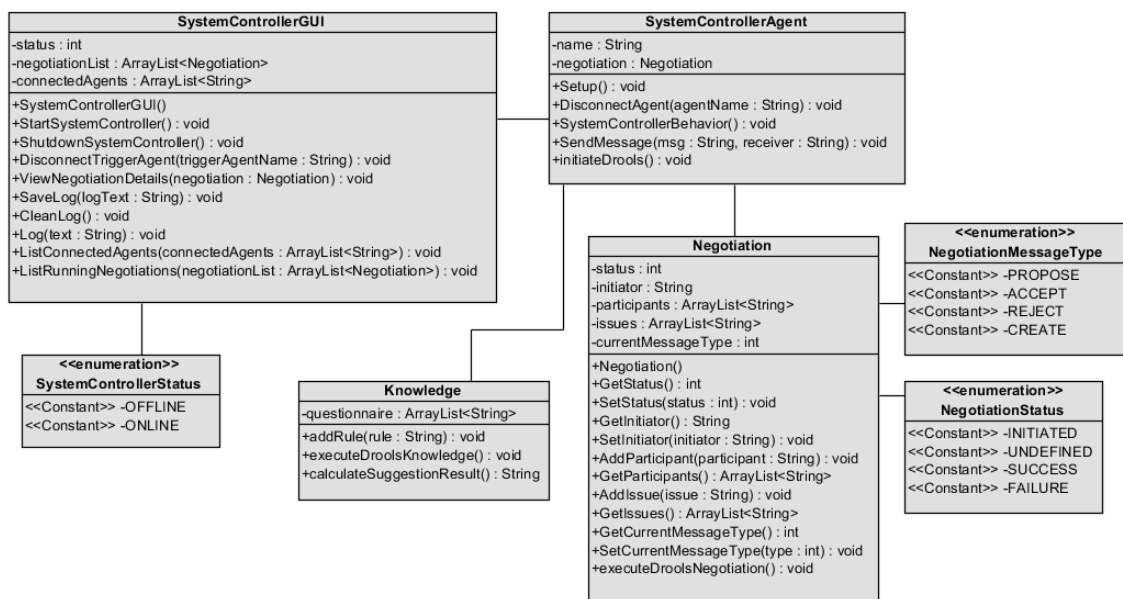 SystemControllerGUI
-status : int
-negotiationList : ArrayList<Negotiation>
-connectedAgents : ArrayList<String>
+SystemControllerGUI()
+StartSystemController() : void
+ShutdownSystemController() : void
+DisconnectTriggerAgent(triggerAgentName : String) : void
+ViewNegotiationDetails(negotiation : Negotiation) : void
+SaveLog(logText : String) : void
+CleanLog() : void
+Log(text : String) : void
+ListConnectedAgents(connectedAgents : ArrayList<String>) : void
+ListRunningNegotiations(negotiationList : ArrayList<Negotiation>) : void
SystemControllerAgent
-name : String
-negotiation : Negotiation
+Setup() : void
+DisconnectAgent(agentName : String) : void
+SystemControllerBehavior() : void
+SendMessage(msg : String, receiver : String) : void
+initiateDrools() : void
<<enumeration>>
SystemControllerStatus
<<Constant>> -OFFLINE
<<Constant>> -ONLINE
Knowledge
-questionnaire : ArrayList<String>
+addRule(rule : String) : void
+executeDroolsKnowledge() : void
+calculateSuggestionResult() : String
Negotiation
-status : int
-initiator : String
-participants : ArrayList<String>
-issues : ArrayList<String>
-currentMessageType : int
+Negotiation()
+GetStatus() : int
+SetStatus(status : int) : void
+GetInitiator() : String
+SetInitiator(initiator : String) : void
+AddParticipant(participant : String) : void
+GetParticipants() : ArrayList<String>
+AddIssue(issue : String) : void
+GetIssues() : ArrayList<String>
+GetCurrentMessageType() : int
+SetCurrentMessageType(type : int) : void
+executeDroolsNegotiation() : void
<<enumeration>>
NegotiationMessageType
<<Constant>> -PROPOSE
<<Constant>> -ACCEPT
<<Constant>> -REJECT
<<Constant>> -CREATE
<<enumeration>>
NegotiationStatus
<<Constant>> -INITIATED
<<Constant>> -UNDEFINED
<<Constant>> -SUCCESS
<<Constant>> -FAILURE